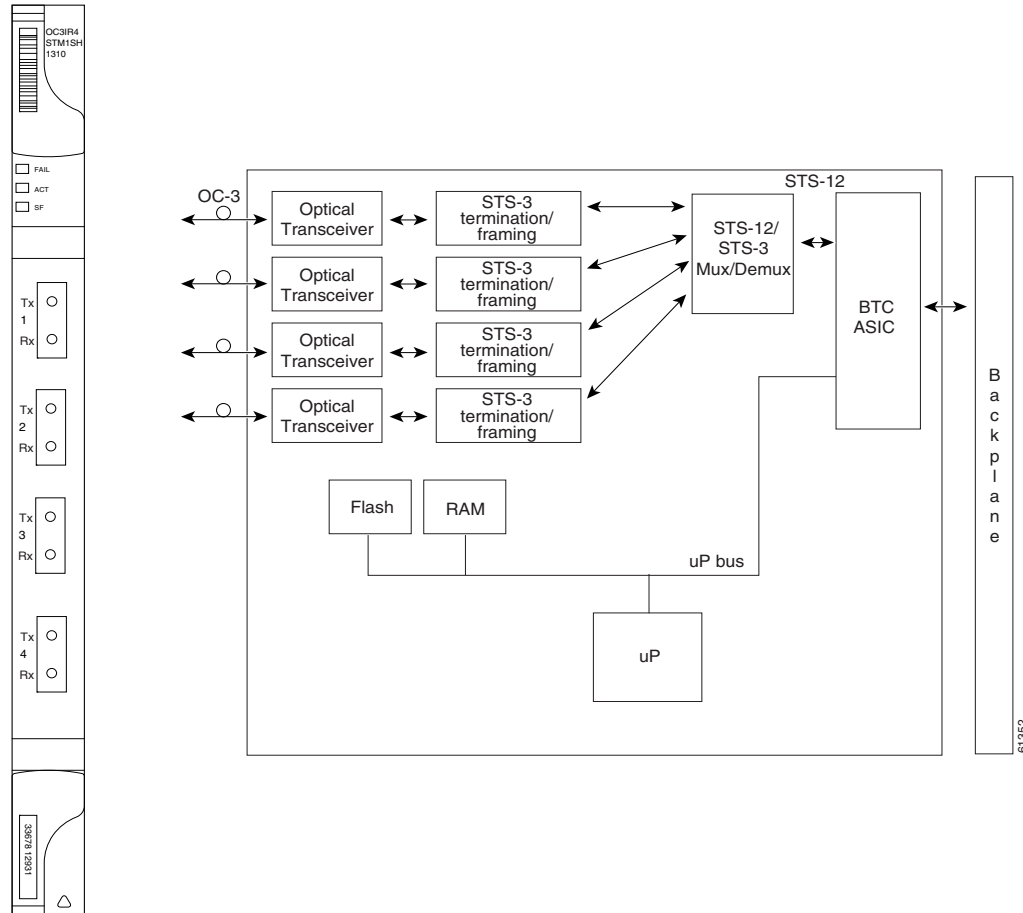 OC3IR4
STM1SH
1310
FAIL
ACT
SF
Tx
1
Rx
Tx
2
Rx
Tx
3
Rx
Tx
4
Rx
33678 12931
OC-3
Optical
Transceiver
STS-3
termination/
framing
Optical
Transceiver
STS-3
termination/
framing
Optical
Transceiver
STS-3
termination/
framing
Optical
Transceiver
STS-3
termination/
framing
STS-12/
STS-3
Mux/Demux
STS-12
BTC
ASIC
Flash
RAM
uP bus
uP
Backplane
61352